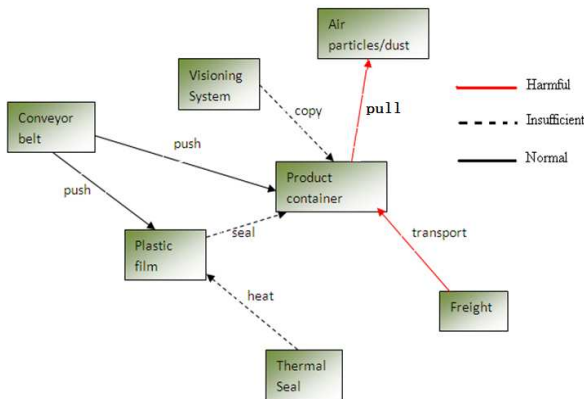 Air
particles/dust
Visioning
System
copy
pull
Harmful
Insufficient
Normal
Conveyor
belt
push
push
Product
container
seal
Plastic
film
transport
heat
Freight
Thermal
Seal